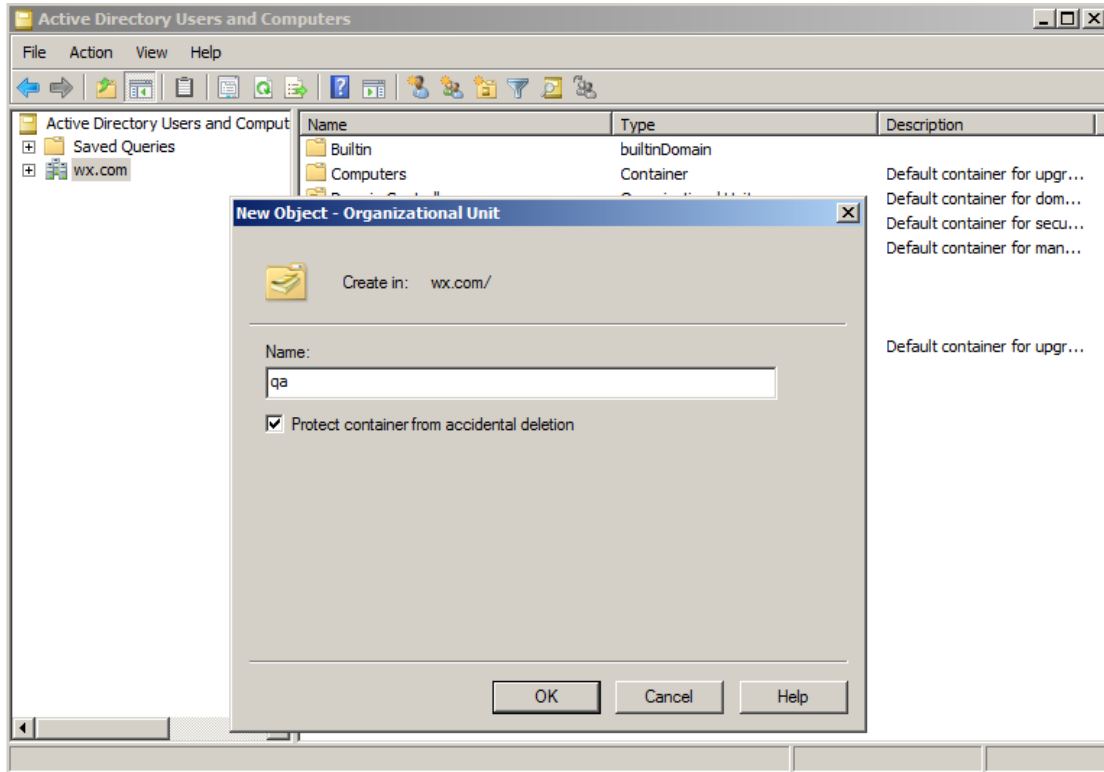 Active Directory Users and Computers
File Action View Help
Active Directory Users and Comput
Saved Queries
wx.com
Name Type Description
Builtin builtinDomain
Computers Container Default container for upgr...
Default container for dom...
Default container for secu...
Default container for man...
Default container for upgr...
New Object - Organizational Unit
Create in: wx.com/
Name:
qa
Protect container from accidental deletion
OK Cancel Help